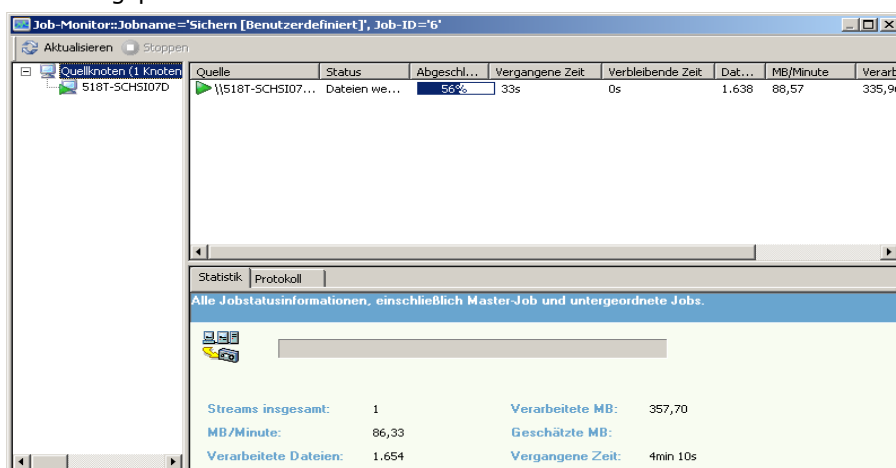 Job-Monitor::Jobname='Sichern [Benutzerdefiniert]', Job-ID='6'
Aktualisieren Stoppen
Quellknoten (1 Knoten
518T-SCHSI07D
Quelle Status Abgeschl... Vergangene Zeit Verbleibende Zeit Dat... MB/Minute Verarb
\\518T-SCHSI07... Dateien we... 56% 33s 0s 1.638 88,57 335,9
Statistik Protokoll
Alle Jobstatusinformationen, einschließlich Master-Job und untergeordnete Jobs.
Streams insgesamt: 1 Verarbeitete MB: 357,70
MB/Minute: 86,33 Geschätzte MB:
Verarbeitete Dateien: 1.654 Vergangene Zeit: 4min 10s